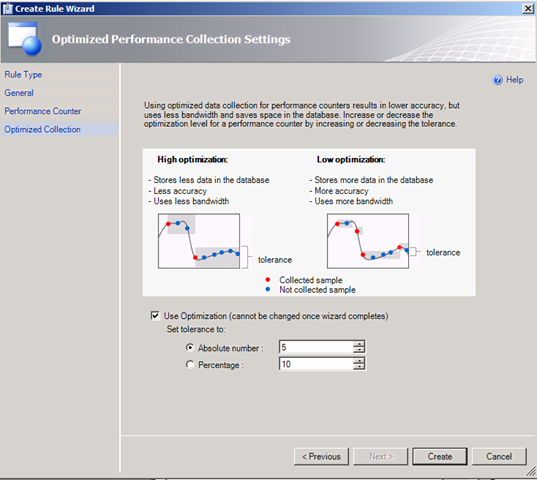 Create Rule Wizard
Optimized Performance Collection Settings
Rule Type
General
Performance Counter
Optimized Collection
Help
Using optimized data collection for performance counters results in lower accuracy, but
uses less bandwidth and saves space in the database. Increase or decrease the
optimization level for a performance counter by increasing or decreasing the tolerance.
High optimization:
- Stores less data in the database
- Less accuracy
- Uses less bandwidth
tolerance
Low optimization:
- Stores more data in the database
- More accuracy
- Uses more bandwidth
tolerance
Collected sample
Not collected sample
Use Optimization (cannot be changed once wizard completes)
Set tolerance to:
Absolute number : 5
Percentage : 10
< Previous
Next >
Create
Cancel